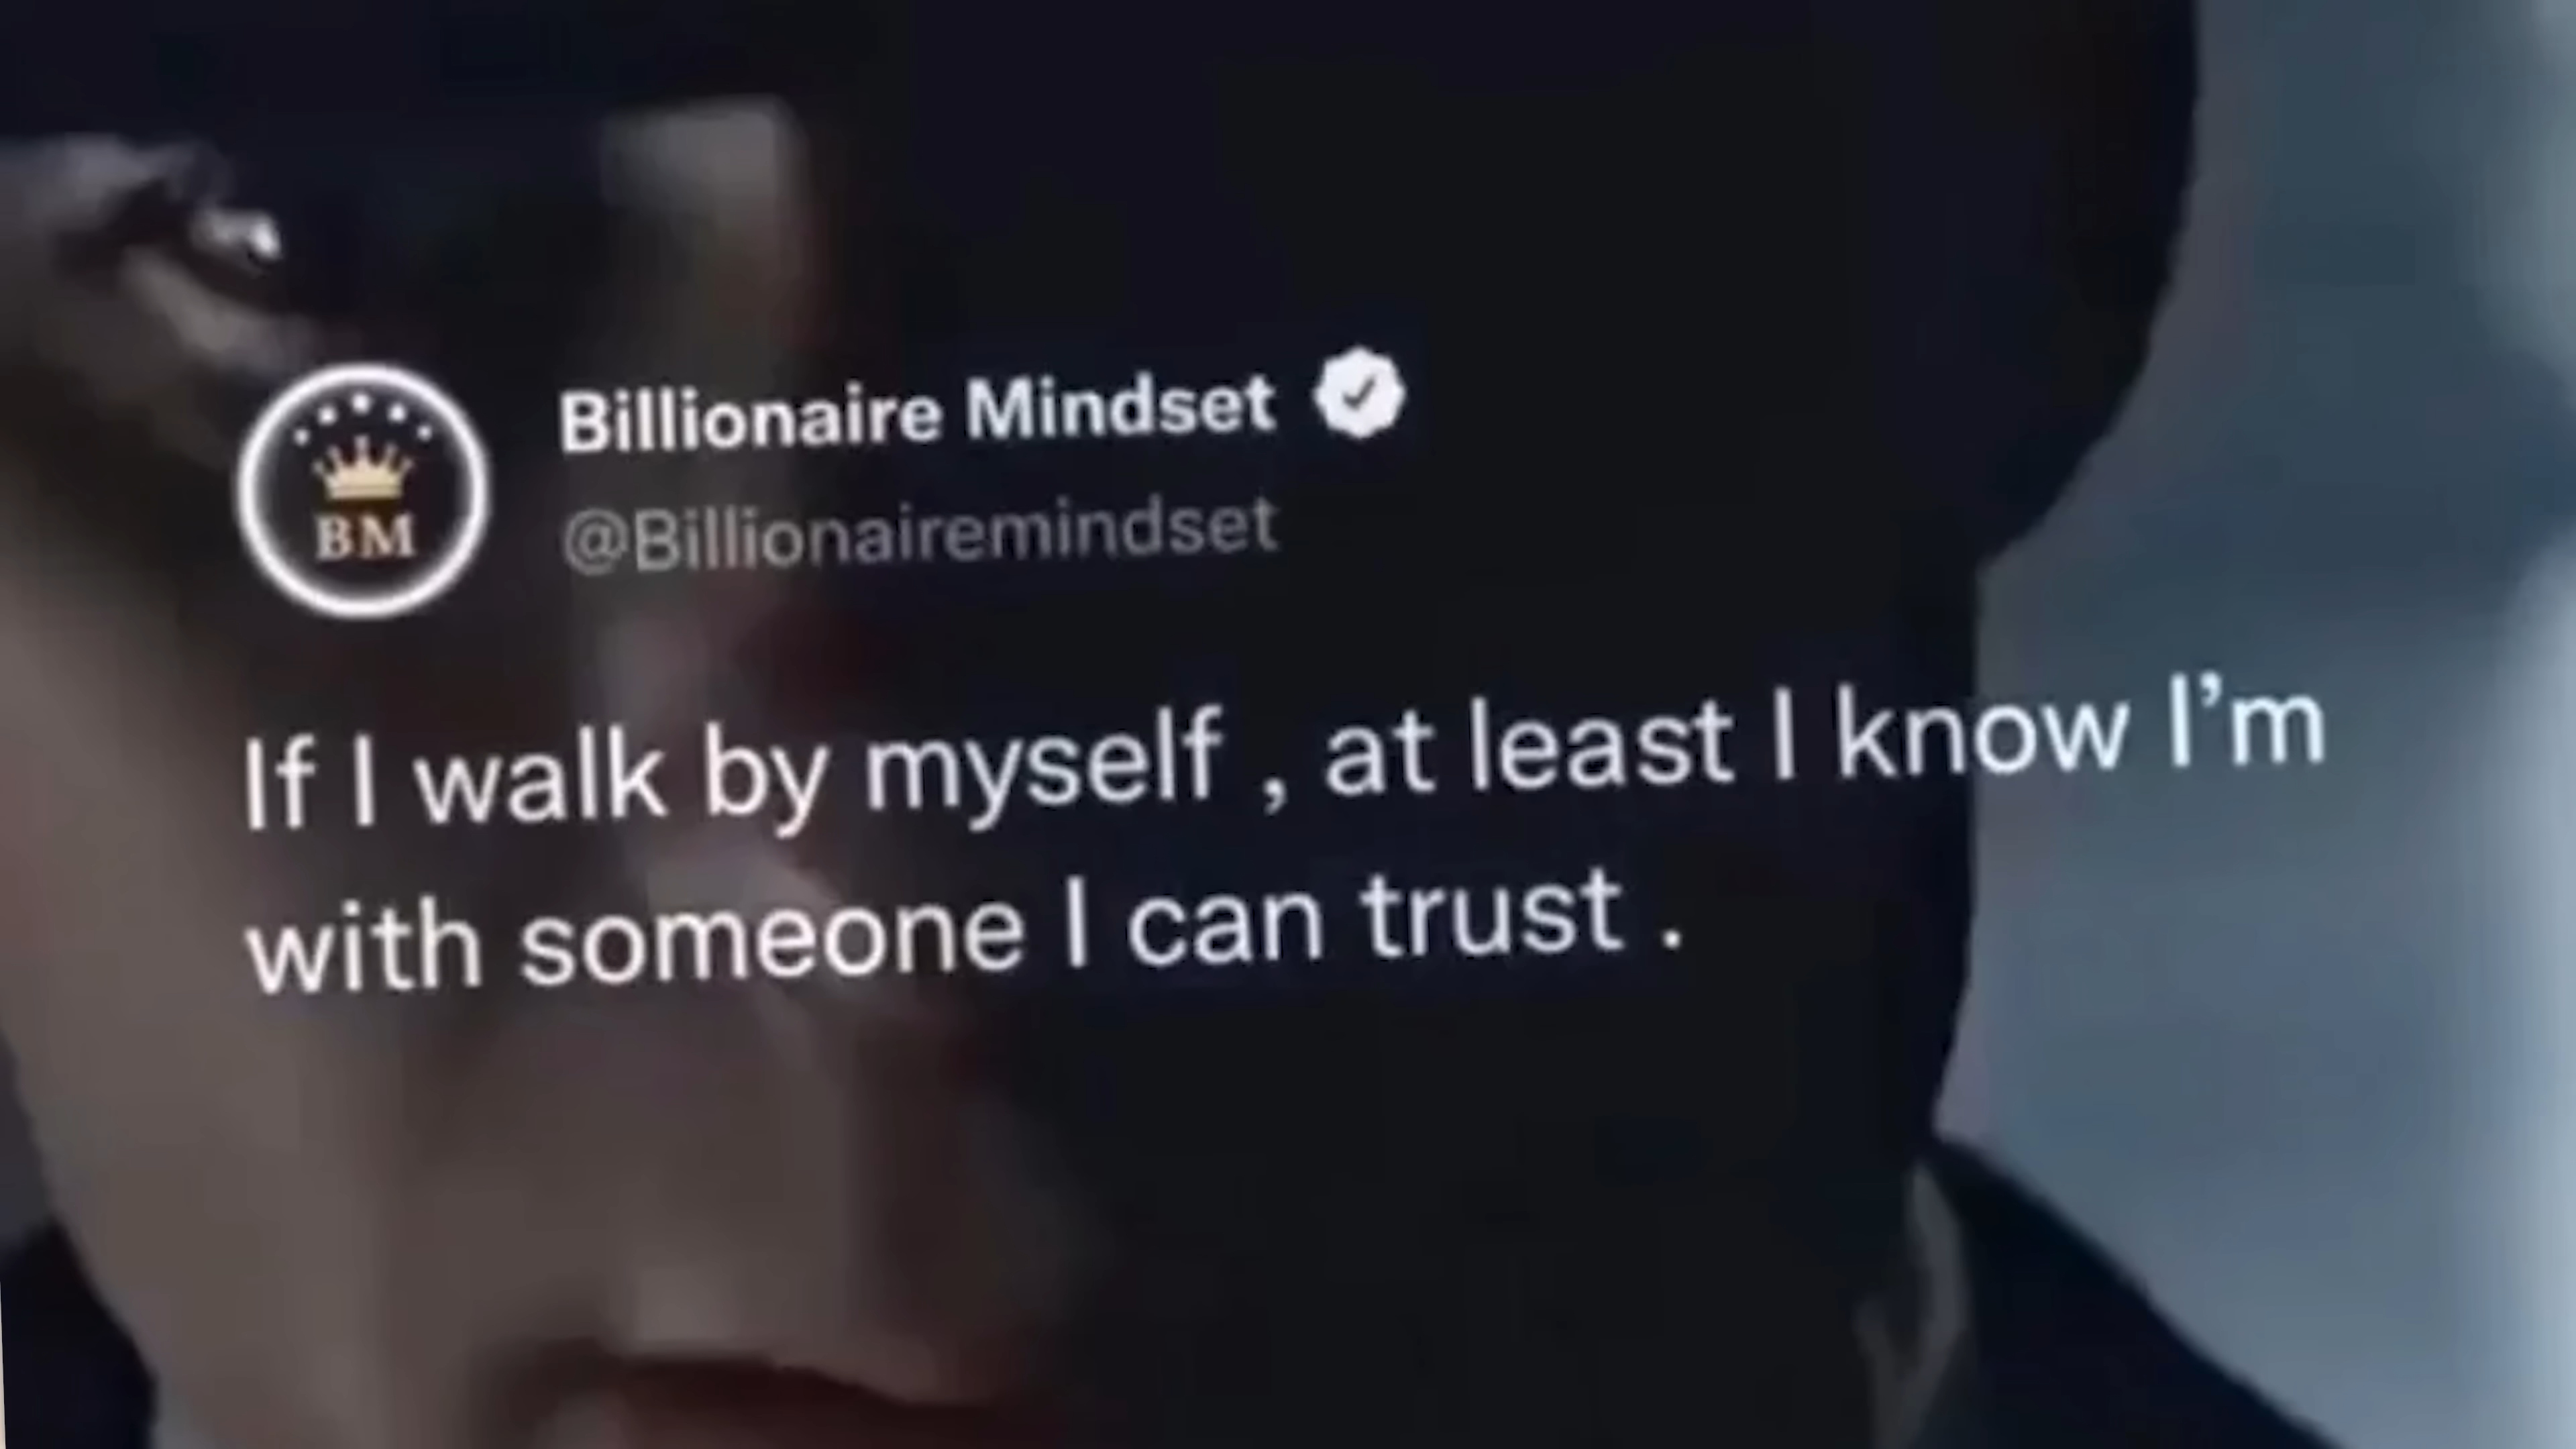 BM
Billionaire Mindset
@Billionairemindset
If I walk by myself , at least I know I’m
with someone I can trust .